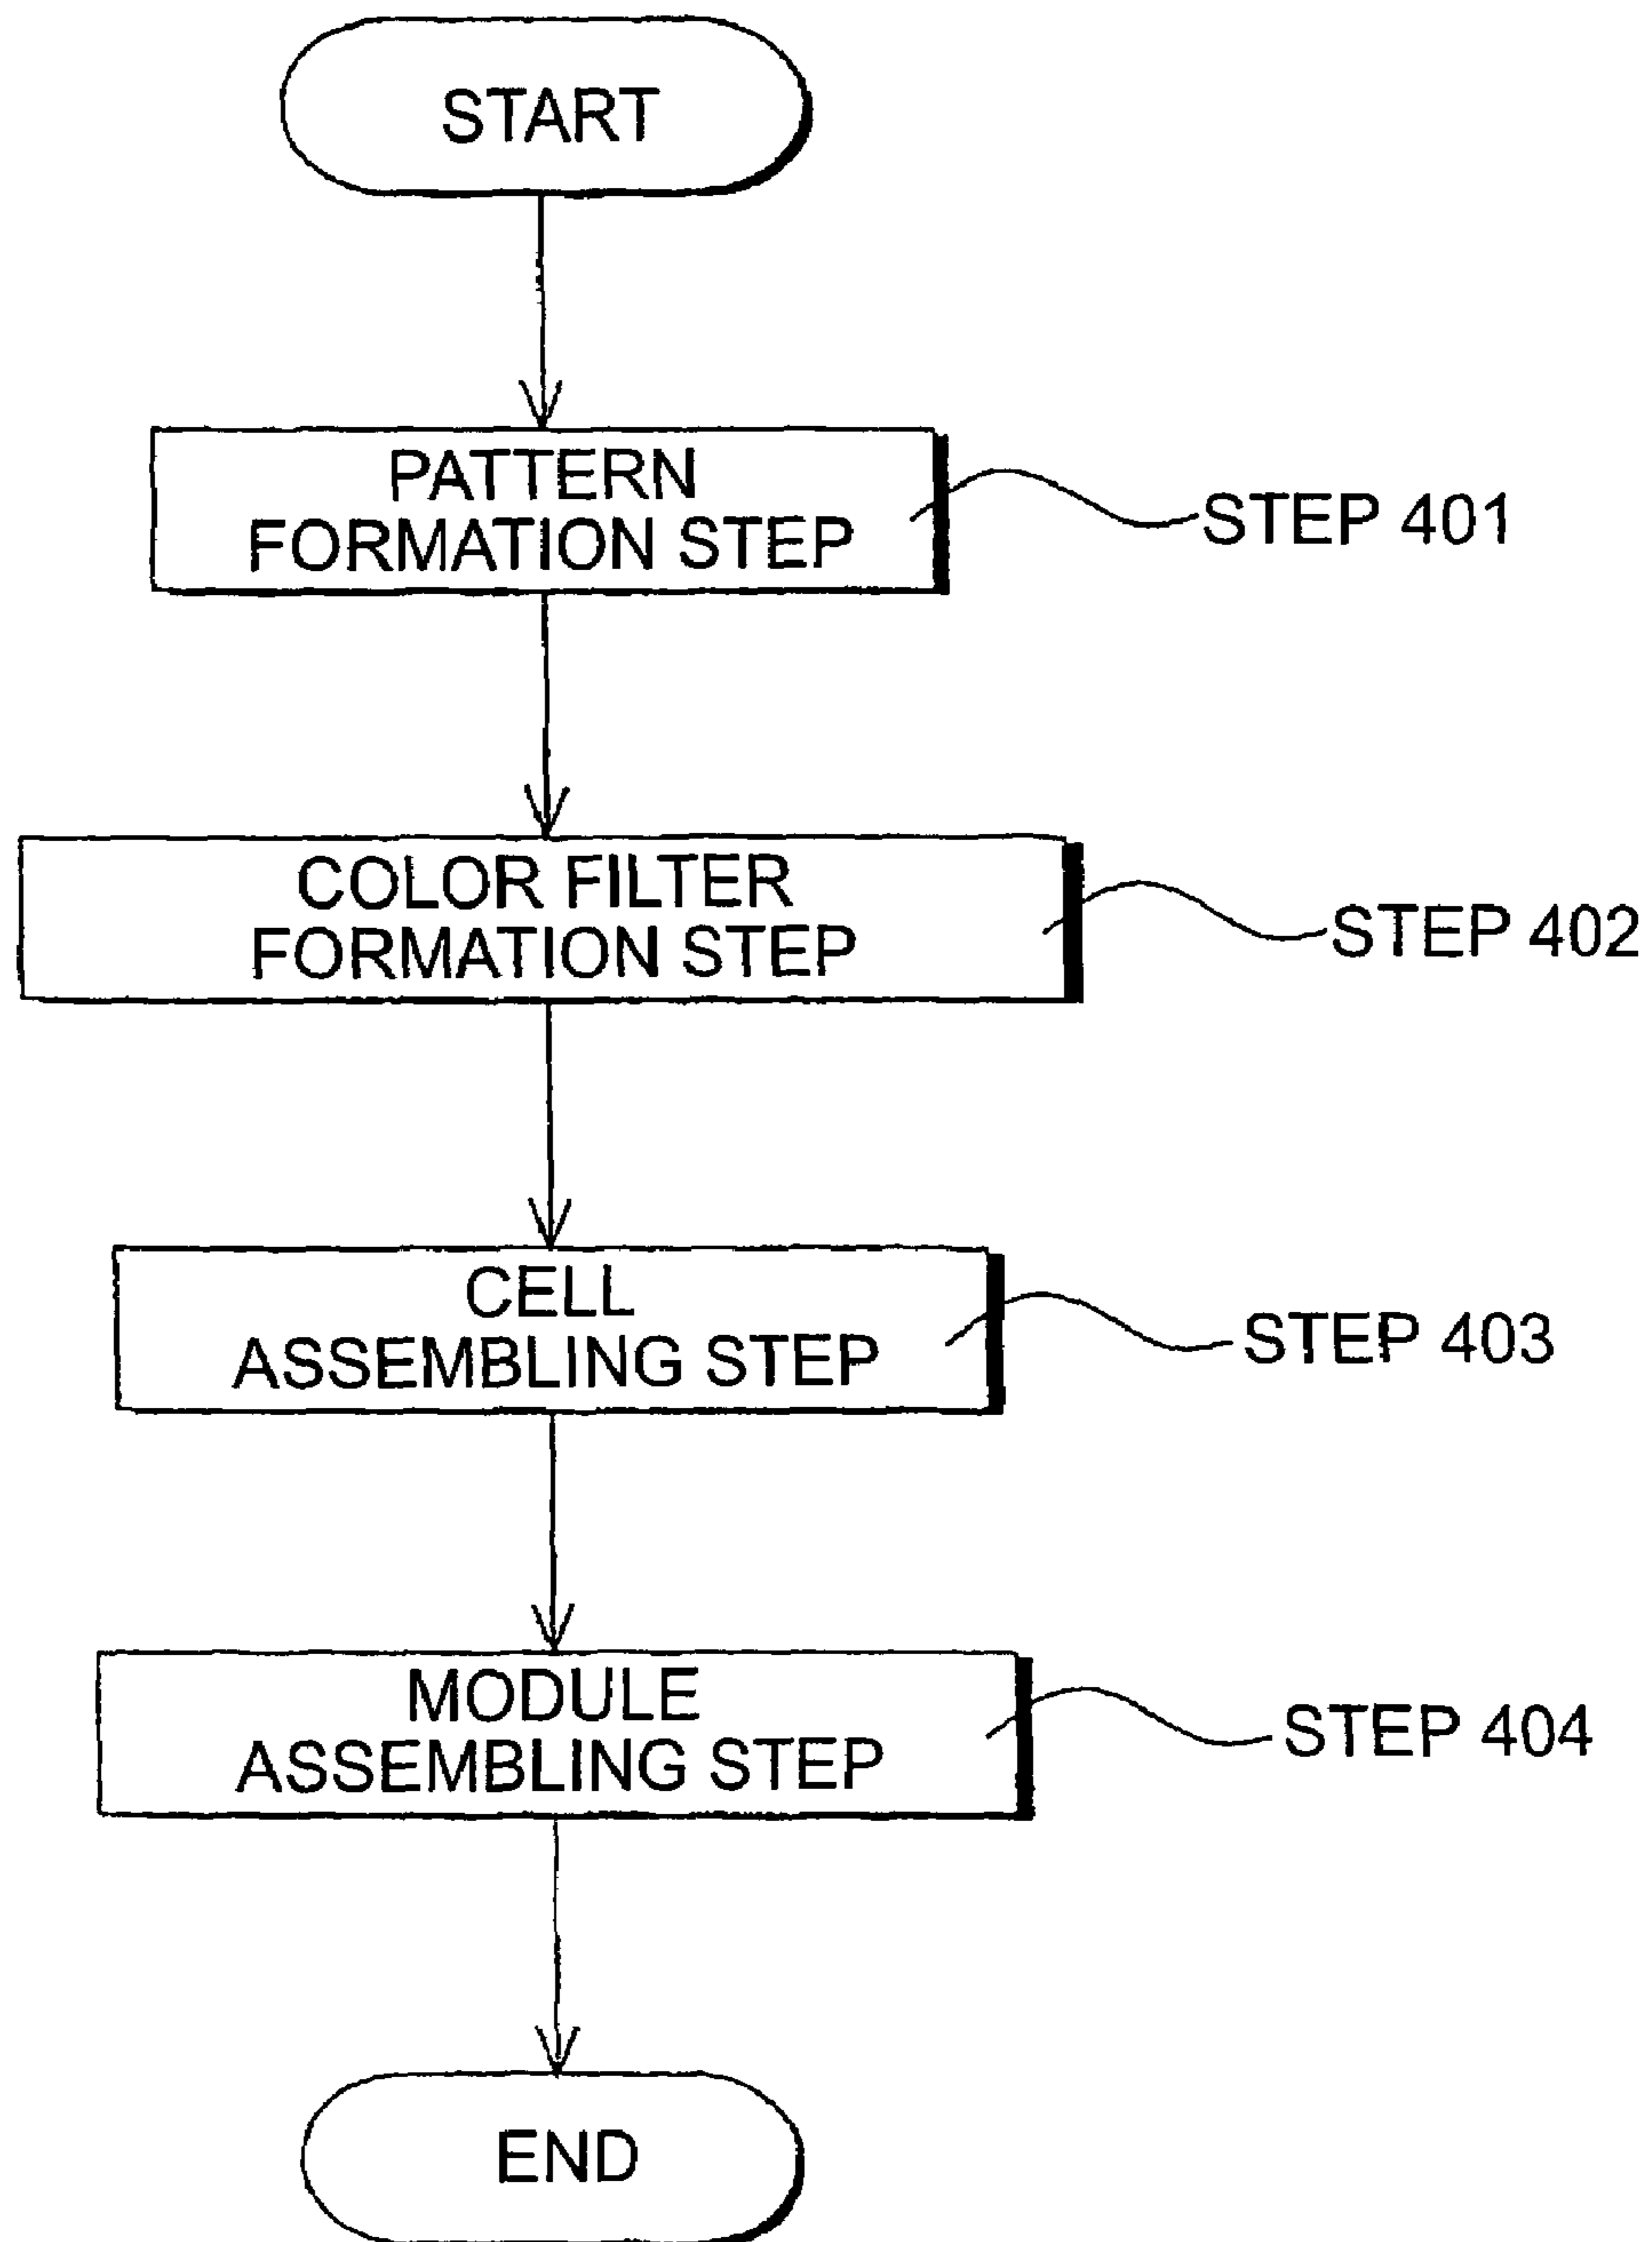 START
PATTERN
FORMATION STEP
STEP 401
COLOR FILTER
FORMATION STEP
STEP 402
CELL
ASSEMBLING STEP
STEP 403
MODULE
ASSEMBLING STEP
STEP 404
END